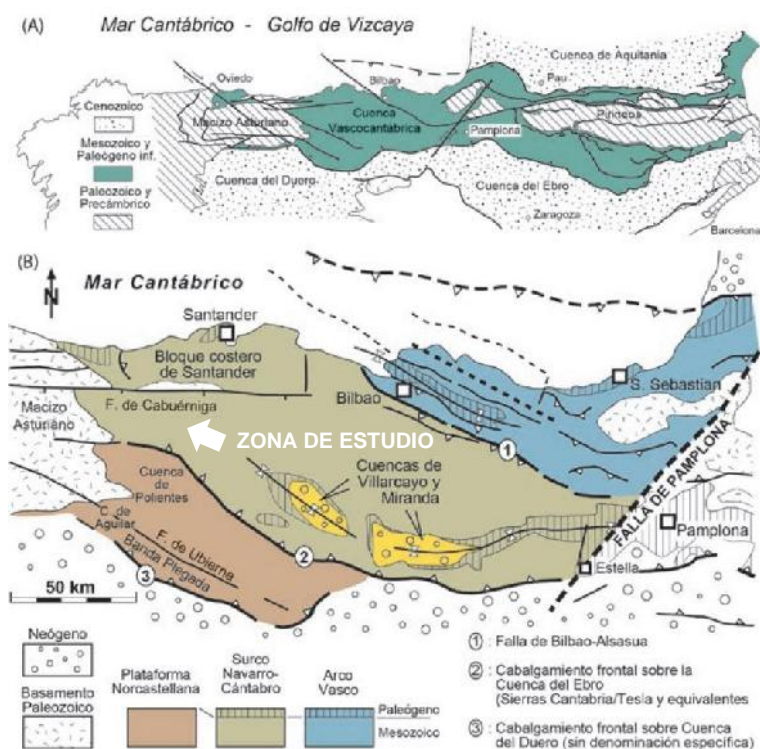 (A) Mar Cantábrico - Golfo de Vizcaya
Cuenca de Aquitania
Oviedo
Bilbao
Pau
Cenozoico
Mesozoico y
Paleógeno inf.
Paleozoico y
Precámbrico
Macizo Asturiano
Cuenca
Vascocantábrica
Pamplona
Pirineos
Cuenca del Duero
Cuenca del Ebro
Zaragoza
Barcelona
(B)
Mar Cantábrico
N
Santander
Bloque costero
de Santander
S. Sebastian
Bilbao
Macizo
Asturiano
F. de Cabuérniga
ZONA DE ESTUDIO
1
Cuenca
de
Polientes
Cuencas de
Villarcayo y
Miranda
FALLA DE PAMPLONA
Pamplona
C. de
Aguilar
F. de Ubierna
Banda Plegada
2
3
Estella
50 km
Neógeno
Basamento
Paleozoico
Plataforma
Norcastellana
Surco
Navarro-
Cántabro
Arco
Vasco
Paleógeno
Mesozoico
1 : Falla de Bilbao-Alsasua
2 : Cabalgamiento frontal sobre la
Cuenca del Ebro
(Sierras Cantabria/Tesla y equivalentes
3 : Cabalgamiento frontal sobre Cuenca
del Duero (sin denominación específica)